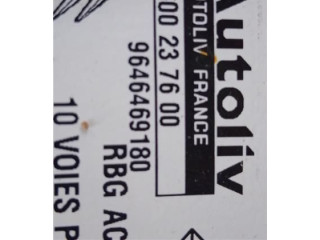 Autoliv
TOLIV FRANCE
00 23 76 00
9646469180
RBG AC
10 VOIES P